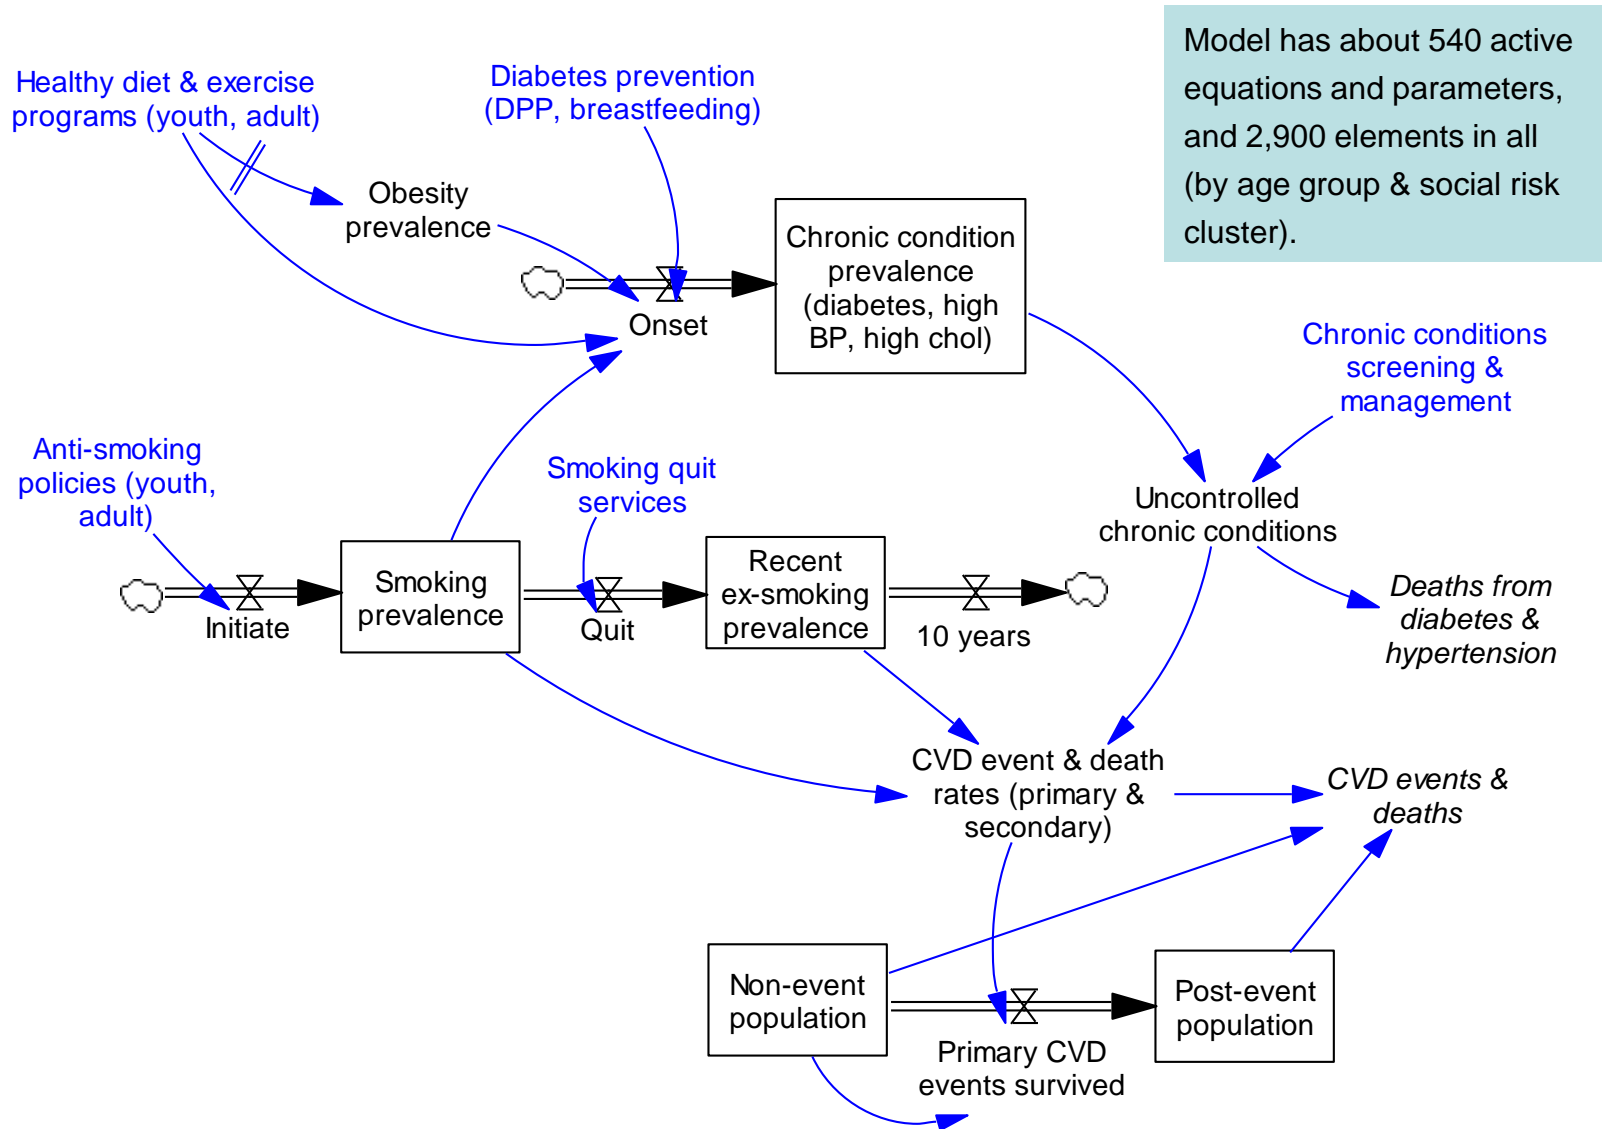 Model has about 540 active
equations and parameters,
and 2,900 elements in all
(by age group & social risk
cluster).
Healthy diet & exercise
programs (youth, adult)
Diabetes prevention
(DPP, breastfeeding)
Obesity
prevalence
Chronic condition
prevalence
(diabetes, high
BP, high chol)
Onset
Chronic conditions
screening &
management
Anti-smoking
policies (youth,
adult)
Smoking quit
services
Uncontrolled
chronic conditions
Smoking
prevalence
Recent
ex-smoking
prevalence
Initiate
Quit
10 years
Deaths from
diabetes &
hypertension
CVD event & death
rates (primary &
secondary)
CVD events &
deaths
Non-event
population
Post-event
population
Primary CVD
events survived